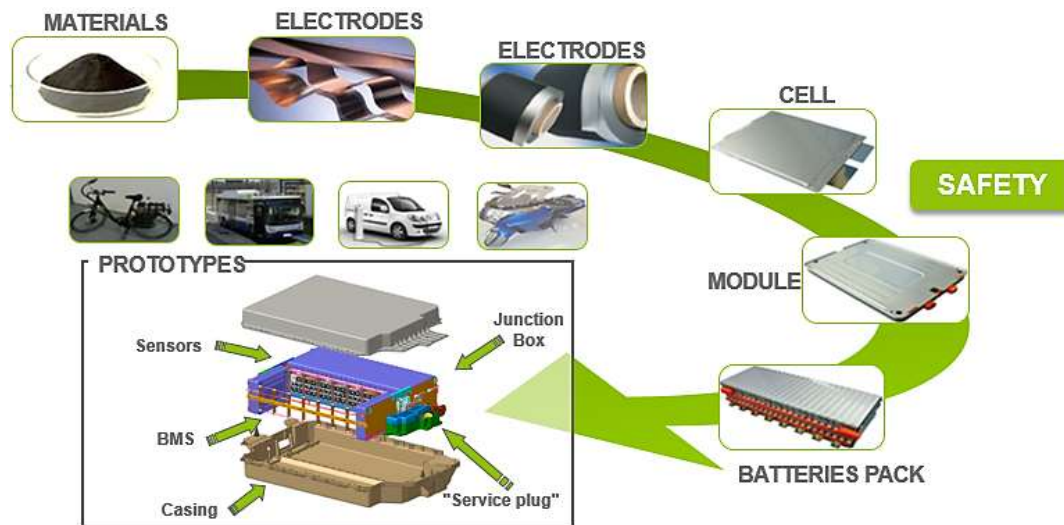 MATERIALS
ELECTRODES
ELECTRODES
CELL
SAFETY
MODULE
BATTERIES PACK
PROTOTYPES
Sensors
Junction
Box
BMS
Casing
"Service plug"